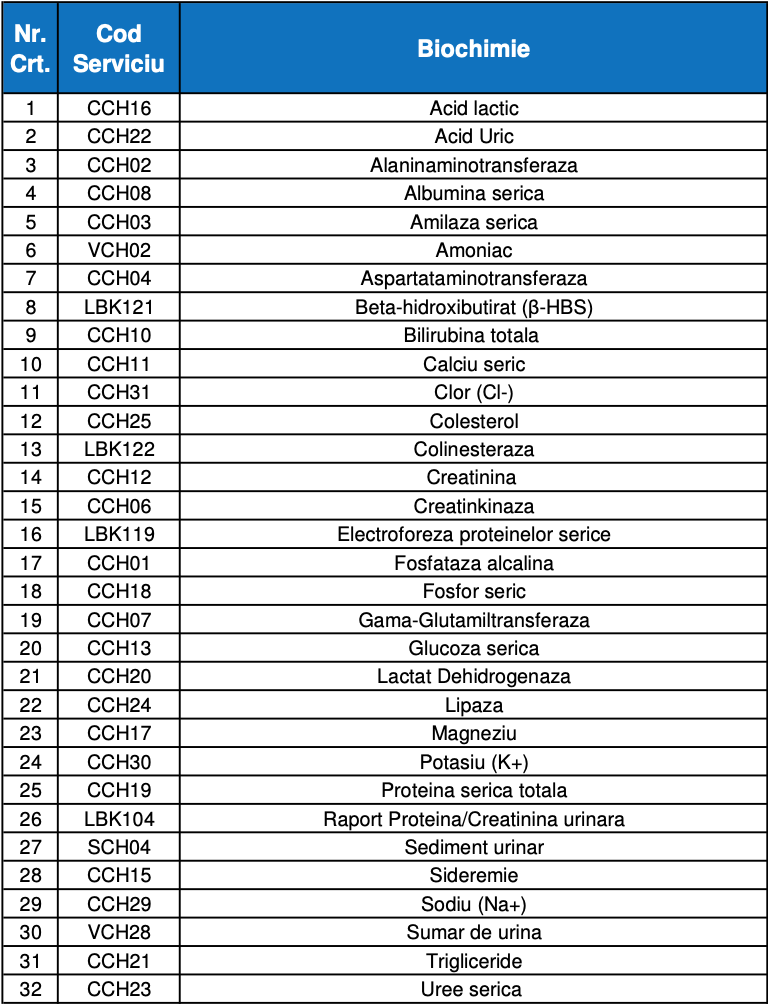 Nr. Crt. Cod Serviciu Biochimie
1 CCH16 Acid lactic
2 CCH22 Acid Uric
3 CCH02 Alaninaminotransferaza
4 CCH08 Albumina serica
5 CCH03 Amilaza serica
6 VCH02 Amoniac
7 CCH04 Aspartataminotransferaza
8 LBK121 Beta-hidroxibutirat (β-HBS)
9 CCH10 Bilirubina totala
10 CCH11 Calciu seric
11 CCH31 Clor (Cl-)
12 CCH25 Colesterol
13 LBK122 Colinesteraza
14 CCH12 Creatinina
15 CCH06 Creatinkinaza
16 LBK119 Electroforeza proteinelor serice
17 CCH01 Fosfataza alcalina
18 CCH18 Fosfor seric
19 CCH07 Gama-Glutamiltransferaza
20 CCH13 Glucoza serica
21 CCH20 Lactat Dehidrogenaza
22 CCH24 Lipaza
23 CCH17 Magneziu
24 CCH30 Potasiu (K+)
25 CCH19 Proteina serica totala
26 LBK104 Raport Proteina/Creatinina urinara
27 SCH04 Sediment urinar
28 CCH15 Sideremie
29 CCH29 Sodiu (Na+)
30 VCH28 Sumar de urina
31 CCH21 Trigliceride
32 CCH23 Uree serica